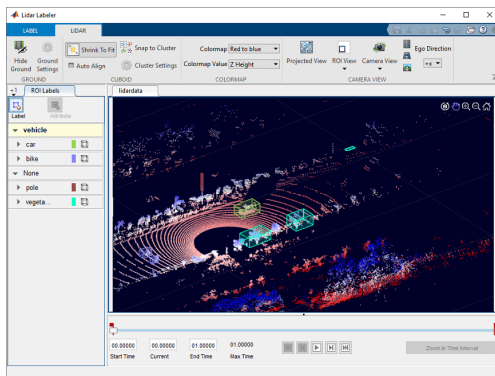 Lidar Labeler
LABEL
LIDAR
Hide Ground
Ground Settings
GROUND
Shrink To Fit
Auto Align
Snap to Cluster
Cluster Settings
CUBOID
Colormap Red to blue
Colormap Value Z Height
COLORMAP
Projected View
ROI View
Camera View
Ego Direction
+x
CAMERA VIEW
ROI Labels
lidardata
Label
Attribute
vehicle
car
bike
None
pole
vegeta...
00.00000
00.00000
01.00000
01.00000
Start Time
Current
End Time
Max Time
Zoom In Time Interval